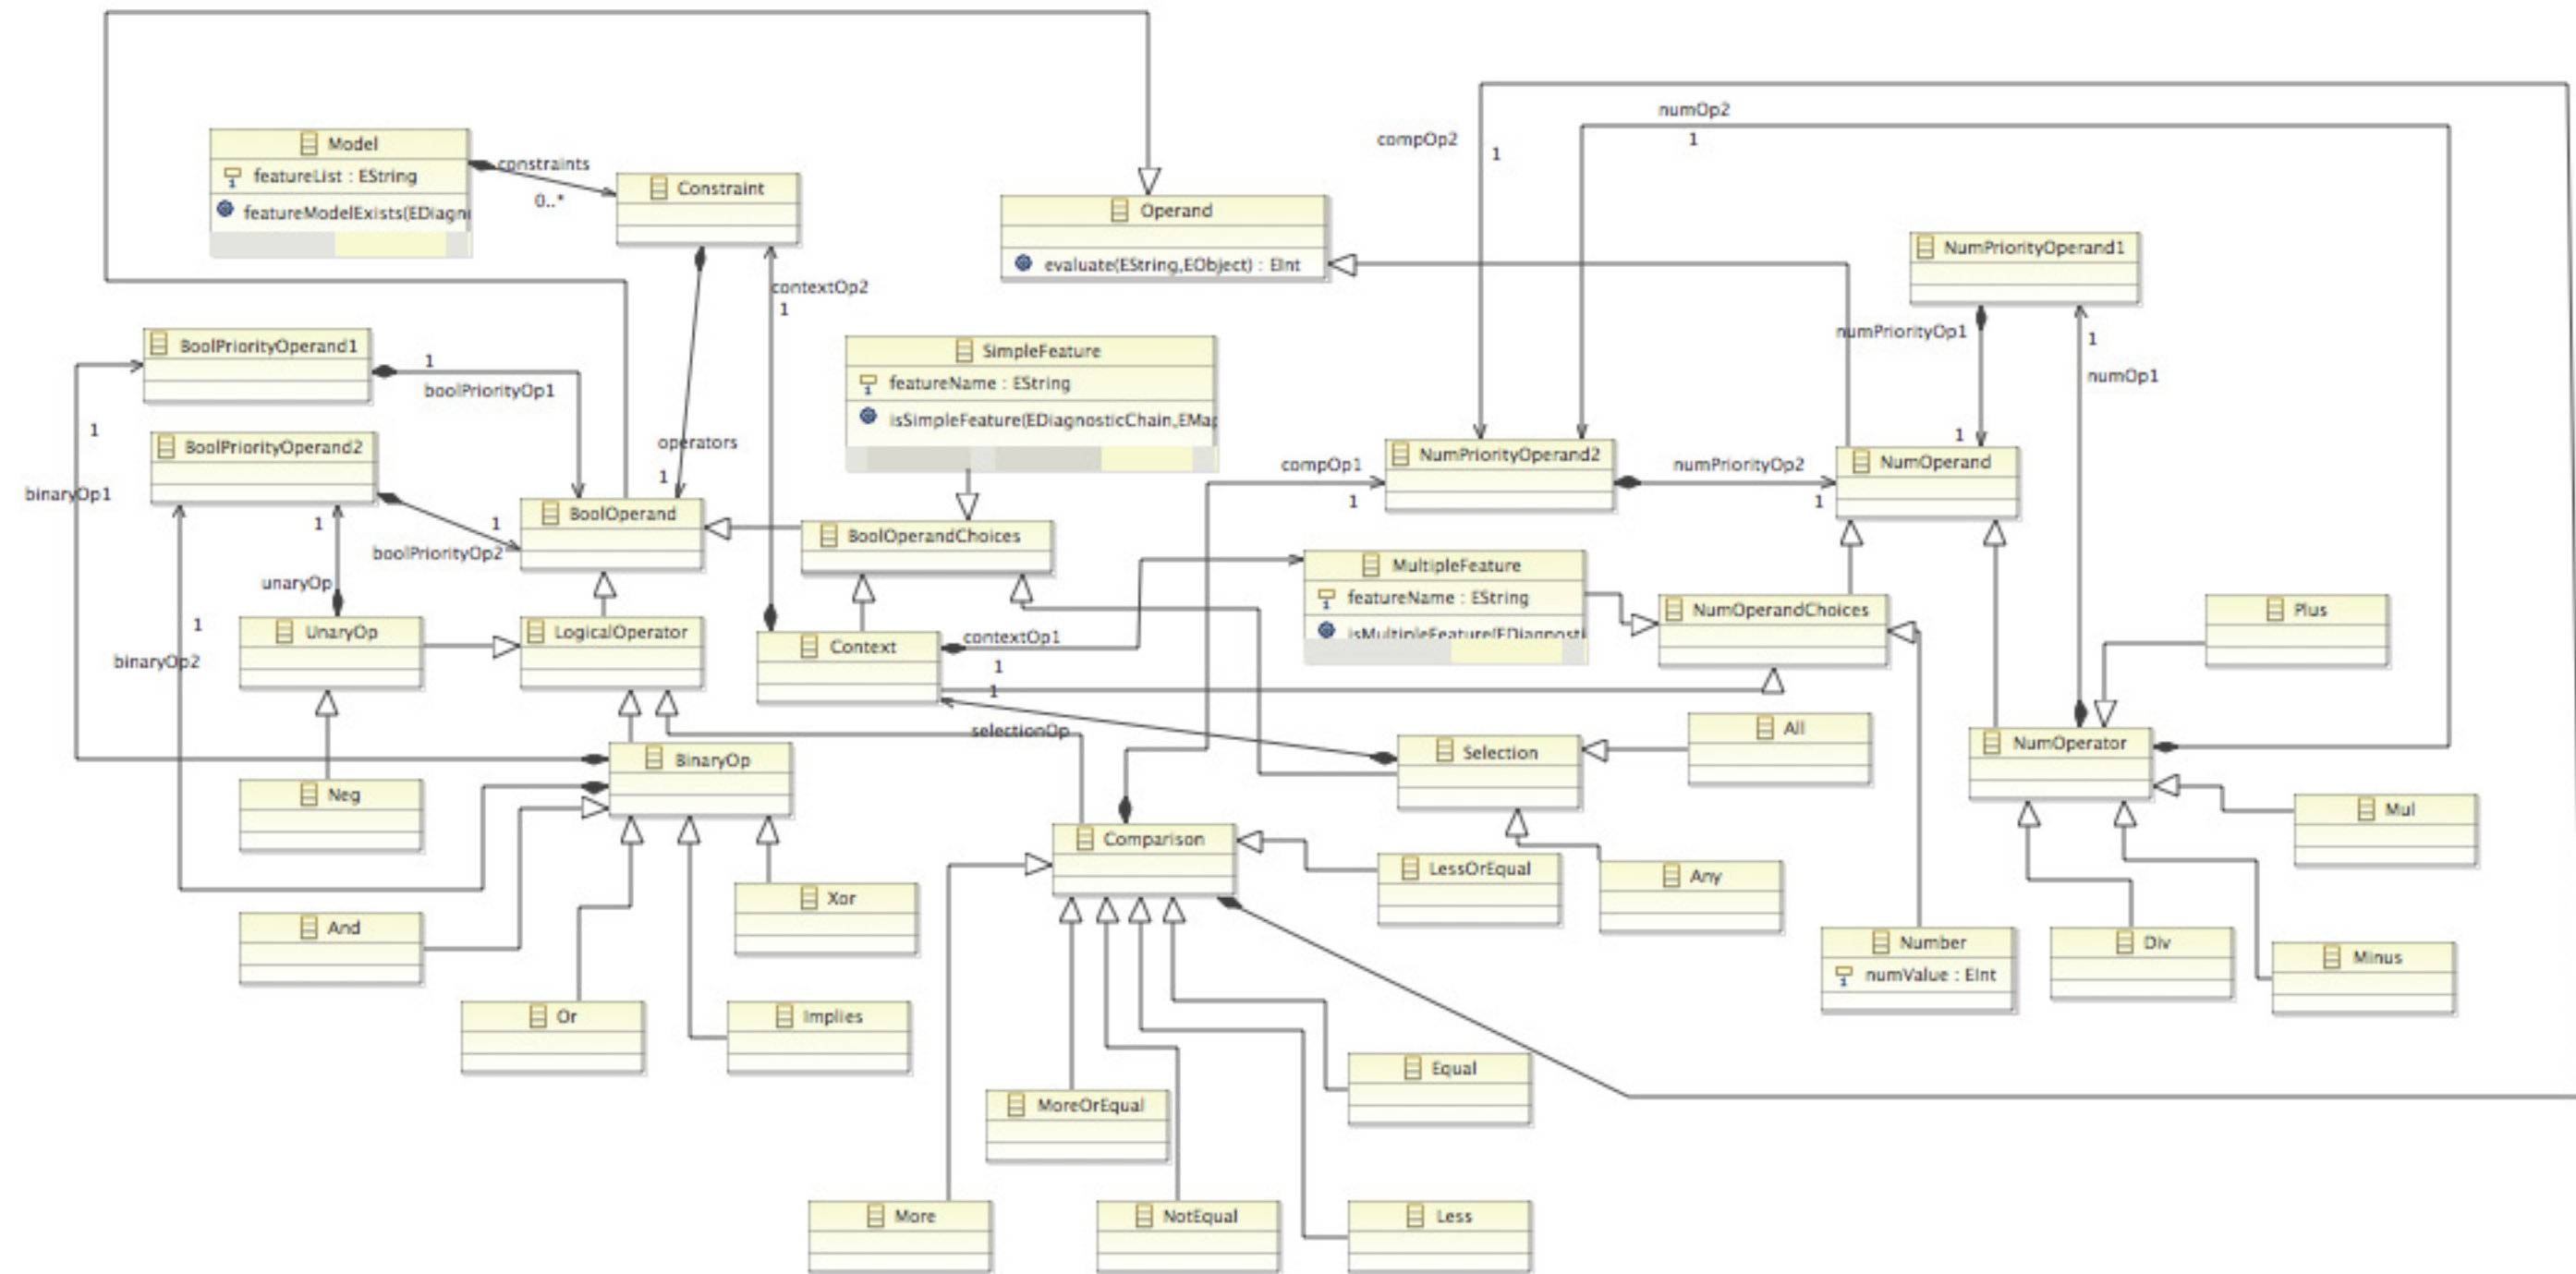 Model
featureList : EString
featureModelExists(EDiagn
constraints
0..*
Constraint
Operand
evaluate(EString,EObject) : EInt
compOp2
1
numOp2
1
NumPriorityOperand1
contextOp2
1
BoolPriorityOperand1
1
boolPriorityOp1
SimpleFeature
featureName : EString
isSimpleFeature(EDiagnosticChain,EMap
numPriorityOp1
1
1
numOp1
1
binaryOp1
BoolPriorityOperand2
1
1
boolPriorityOp2
operators
1
BoolOperand
BoolOperandChoices
compOp1
1
NumPriorityOperand2
numPriorityOp2
1
NumOperand
unaryOp
1
binaryOp2
UnaryOp
LogicalOperator
Context
contextOp1
1
1
MultipleFeature
featureName : EString
isMultipleFeature(EDiagnosti
NumOperandChoices
Plus
selectionOp
BinaryOp
Selection
All
NumOperator
Neg
Comparison
LessOrEqual
Any
Mul
And
Xor
Number
numValue : EInt
Div
Minus
Or
Implies
Equal
MoreOrEqual
More
NotEqual
Less